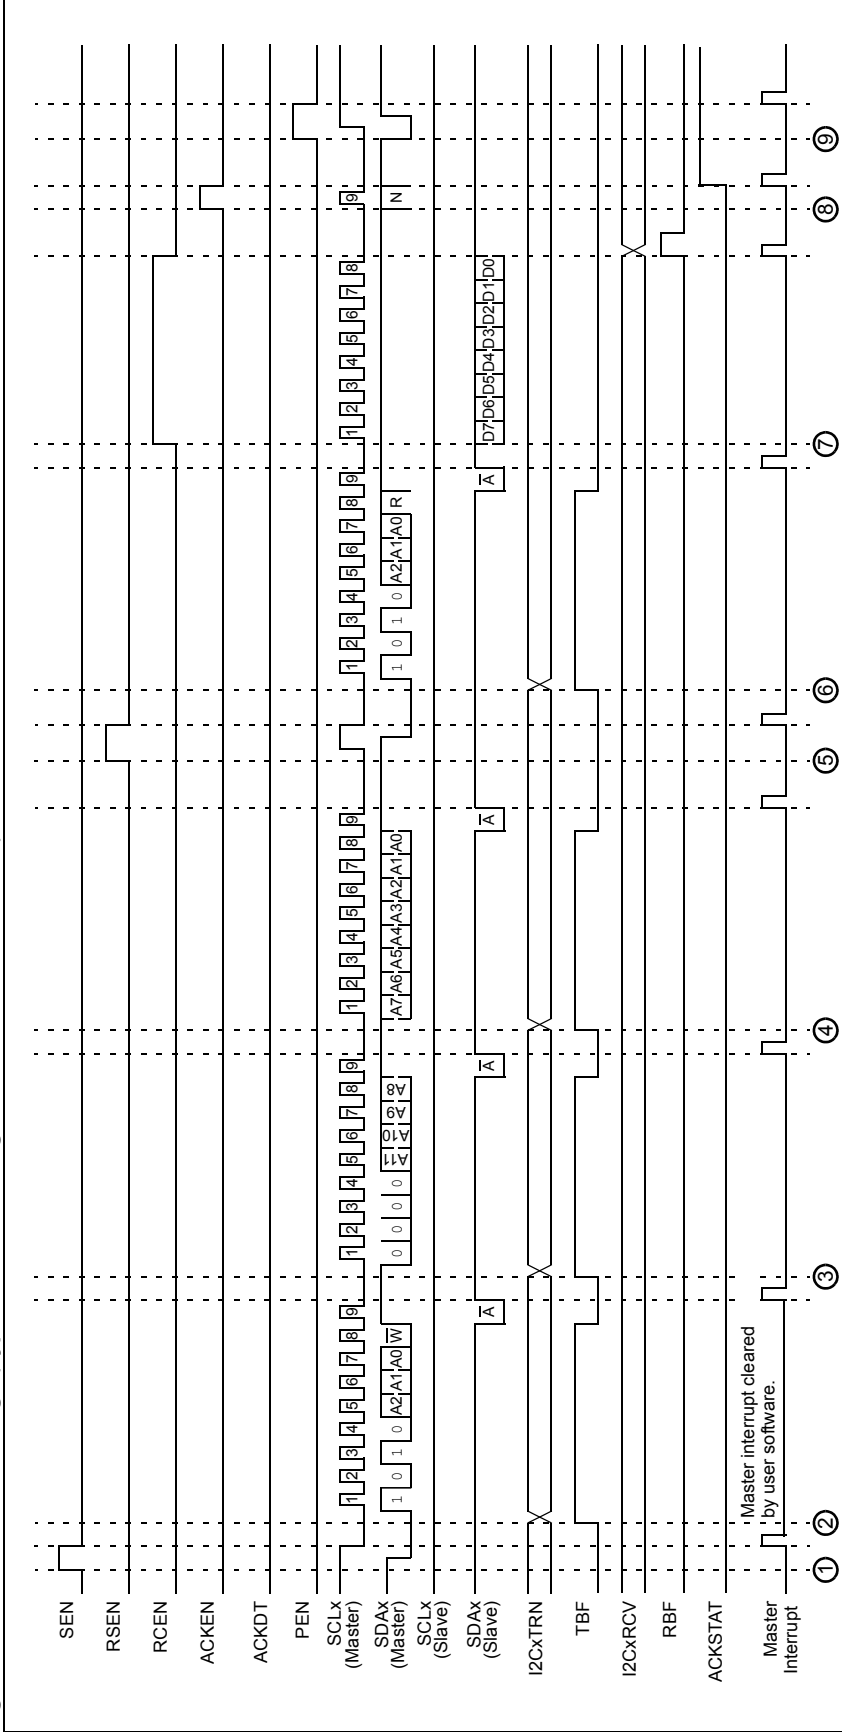 SEN
RSEN
RCEN
ACKEN
ACKDT
PEN
SCLx
(Master)
1 2 3 4 5 6 7 8 9 1 2 3 4 5 6 7 8 9 1 2 3 4 5 6 7 8 9 1 2 3 4 5 6 7 8 9 1 2 3 4 5 6 7 8 9
SDAx
(Master)
1 0 1 0 A2 A1 A0 W 0 0 0 0 A11 A10 A9 A8 A7 A6 A5 A4 A3 A2 A1 A0 1 0 1 0 A2 A1 A0 R N
SCLx
(Slave)
SDAx
(Slave)
A A A A D7 D6 D5 D4 D3 D2 D1 D0
I2CxTRN
TBF
I2CxRCV
RBF
ACKSTAT
Master interrupt cleared
by user software.
Master
Interrupt
1 2 3 4 5 6 7 8 9